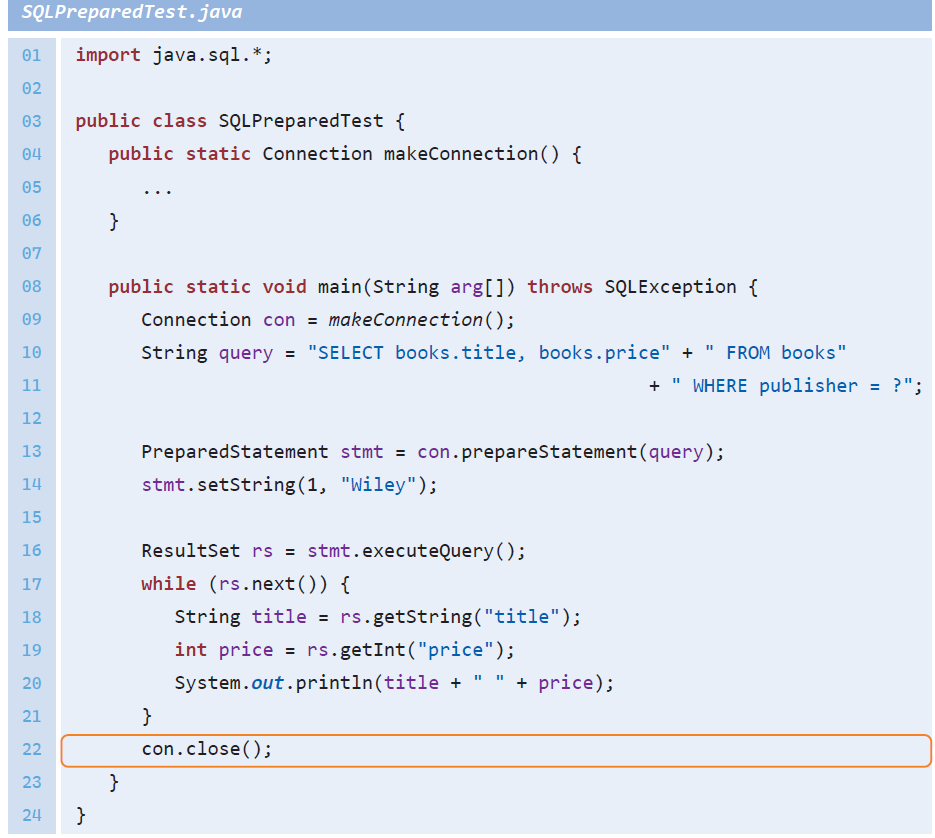 SQLPreparedTest.java
01 import java.sql.*;
02
03 public class SQLPreparedTest {
04 public static Connection makeConnection() {
05 ...
06 }
07
08 public static void main(String arg[]) throws SQLException {
09 Connection con = makeConnection();
10 String query = "SELECT books.title, books.price" + " FROM books"
11 + " WHERE publisher = ?";
12
13 PreparedStatement stmt = con.prepareStatement(query);
14 stmt.setString(1, "Wiley");
15
16 ResultSet rs = stmt.executeQuery();
17 while (rs.next()) {
18 String title = rs.getString("title");
19 int price = rs.getInt("price");
20 System.out.println(title + " " + price);
21 }
22 con.close();
23 }
24 }